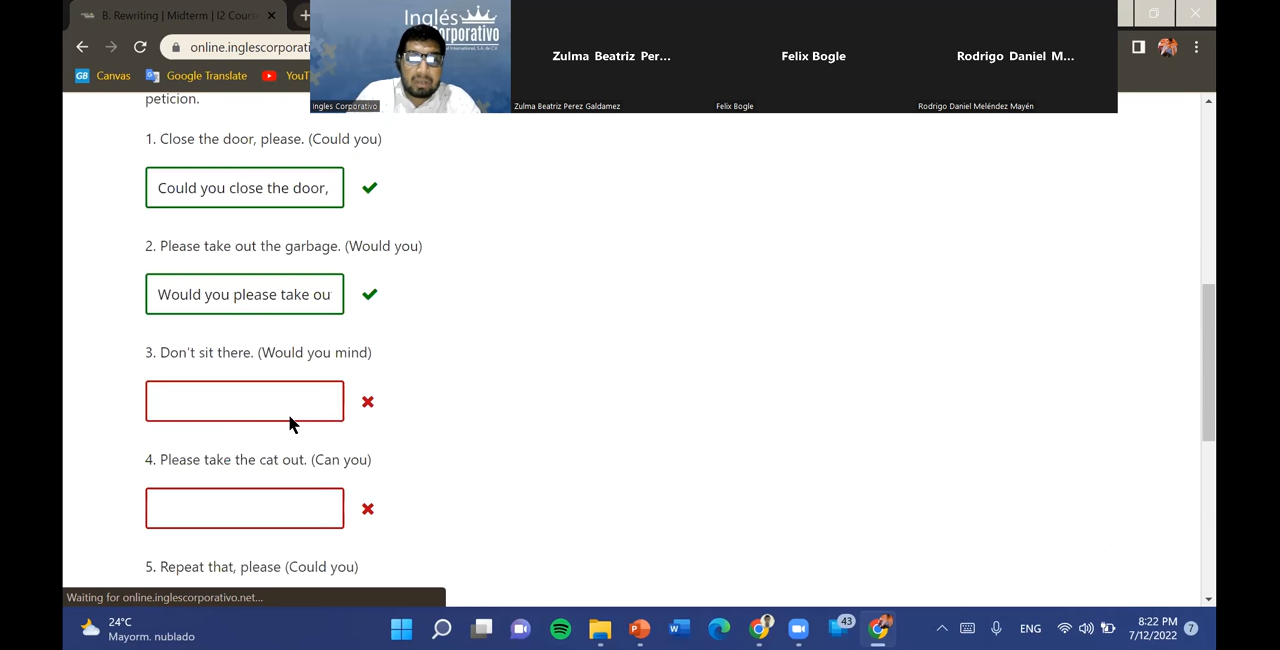 B. Rewriting | Midterm | I2 Cours
online.inglescorporati
Canvas
Google Translate
YouT
Inglés
Corporativo
Ingles Corporativo
Zulma Beatriz Per...
Zulma Beatriz Perez Galdamez
Felix Bogle
Felix Bogle
Rodrigo Daniel M...
Rodrigo Daniel Meléndez Mayén
peticion.
1. Close the door, please. (Could you)
Could you close the door,
2. Please take out the garbage. (Would you)
Would you please take ou
3. Don't sit there. (Would you mind)
4. Please take the cat out. (Can you)
5. Repeat that, please (Could you)
Waiting for online.inglescorporativo.net...
24°C
Mayorm. nublado
43
ENG
8:22 PM
7/12/2022
7